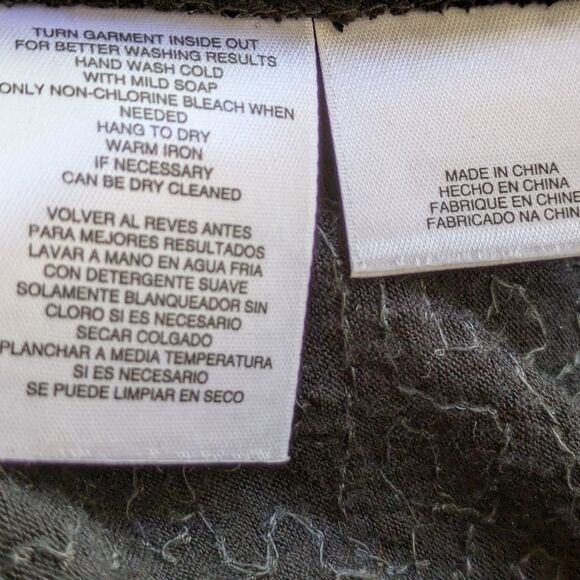 TURN GARMENT INSIDE OUT
FOR BETTER WASHING RESULTS
HAND WASH COLD
WITH MILD SOAP
ONLY NON-CHLORINE BLEACH WHEN
NEEDED
HANG TO DRY
WARM IRON
IF NECESSARY
CAN BE DRY CLEANED
VOLVER AL REVES ANTES
PARA MEJORES RESULTADOS
LAVAR A MANO EN AGUA FRIA
CON DETERGENTE SUAVE
SOLAMENTE BLANQUEADOR SIN
CLORO SI ES NECESARIO
SECAR COLGADO
PLANCHAR A MEDIA TEMPERATURA
SI ES NECESARIO
SE PUEDE LIMPIAR EN SECO
MADE IN CHINA
HECHO EN CHINA
FABRIQUE EN CHINE
FABRICADO NA CHIN